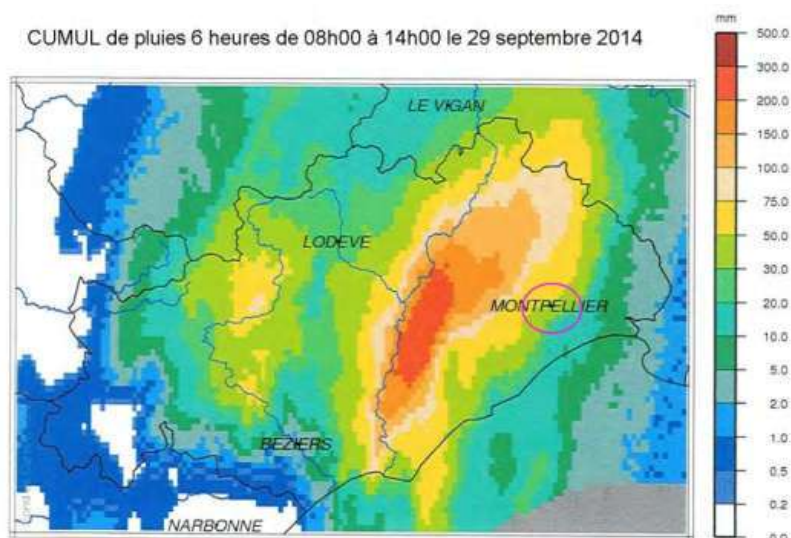 CUMUL de pluies 6 heures de 08h00 à 14h00 le 29 septembre 2014
mm
500.0
300.0
200.0
150.0
100.0
75.0
50.0
30.0
20.0
10.0
5.0
2.0
1.0
0.5
0.2
0.0
LE VIGAN
LODEVE
MONTPELLIER
BEZIERS
NARBONNE